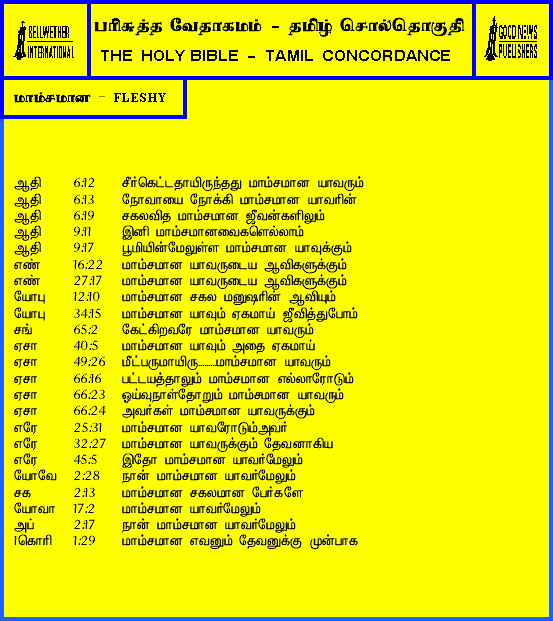 BELLWETHER
INTERNATIONAL
பரிசுத்த வேதாகமம் - தமிழ் சொல்தொகுதி
THE HOLY BIBLE - TAMIL CONCORDANCE
GOOD NEWS
PUBLISHERS
மாம்சமான - FLESHY
ஆதி 6:12 சீர்கெட்டதாயிருந்தது மாம்சமான யாவரும்
ஆதி 6:13 நோவாயை நோக்கி மாம்சமான யாவரின்
ஆதி 6:19 சகலவித மாம்சமான ஜீவன்களிலும்
ஆதி 9:11 இனி மாம்சமானவைகளெல்லாம்
ஆதி 9:17 பூமியின்மேலுள்ள மாம்சமான யாவுக்கும்
எண் 16:22 மாம்சமான யாவருடைய ஆவிகளுக்கும்
எண் 27:17 மாம்சமான யாவருடைய ஆவிகளுக்கும்
யோபு 12:10 மாம்சமான சகல மனுஷரின் ஆவியும்
யோபு 34:15 மாம்சமான யாவும் ஏகமாய் ஜீவித்துபோம்
சங் 65:2 கேட்கிறவரே மாம்சமான யாவரும்
ஏசா 40:5 மாம்சமான யாவும் அதை ஏகமாய்
ஏசா 49:26 மீட்பருமாயிரு........மாம்சமான யாவரும்
ஏசா 66:16 பட்டயத்தாலும் மாம்சமான எல்லாரோடும்
ஏசா 66:23 ஓய்வுநாள்தோறும் மாம்சமான யாவரும்
ஏசா 66:24 அவர்கள் மாம்சமான யாவருக்கும்
எரே 25:31 மாம்சமான யாவரோடும்அவர்
எரே 32:27 மாம்சமான யாவருக்கும் தேவனாகிய
எரே 45:5 இதோ மாம்சமான யாவர்மேலும்
யோவே 2:28 நான் மாம்சமான யாவர்மேலும்
சக 2:13 மாம்சமான சகலமான பேர்களே
யோவா 17:2 மாம்சமான யாவர்மேலும்
அப் 2:17 நான் மாம்சமான யாவர்மேலும்
1கொரி 1:29 மாம்சமான எவனும் தேவனுக்கு முன்பாக